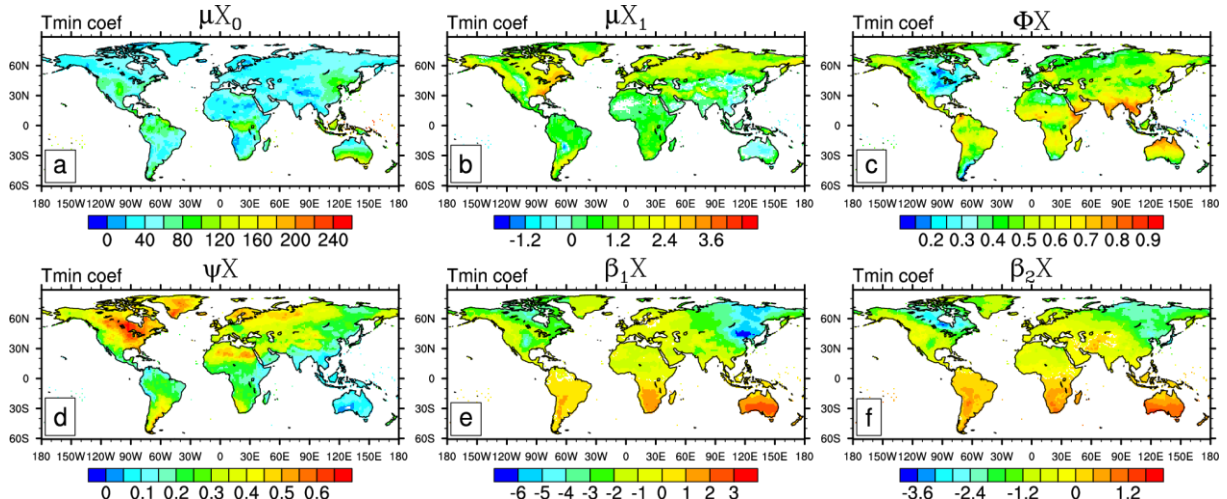 Tmin coef μX₀
60N
30N
0
30S
60S
a
180 150W 120W 90W 60W 30W 0 30E 60E 90E 120E 150E 180
0 40 80 120 160 200 240
Tmin coef μX₁
60N
30N
0
30S
60S
b
180 150W 120W 90W 60W 30W 0 30E 60E 90E 120E 150E 180
-1.2 0 1.2 2.4 3.6
Tmin coef ΦX
60N
30N
0
30S
60S
c
180 150W 120W 90W 60W 30W 0 30E 60E 90E 120E 150E 180
0.2 0.3 0.4 0.5 0.6 0.7 0.8 0.9
Tmin coef ψX
60N
30N
0
30S
60S
d
180 150W 120W 90W 60W 30W 0 30E 60E 90E 120E 150E 180
0 0.1 0.2 0.3 0.4 0.5 0.6
Tmin coef β₁X
60N
30N
0
30S
60S
e
180 150W 120W 90W 60W 30W 0 30E 60E 90E 120E 150E 180
-6 -5 -4 -3 -2 -1 0 1 2 3
Tmin coef β₂X
60N
30N
0
30S
60S
f
180 150W 120W 90W 60W 30W 0 30E 60E 90E 120E 150E 180
-3.6 -2.4 -1.2 0 1.2